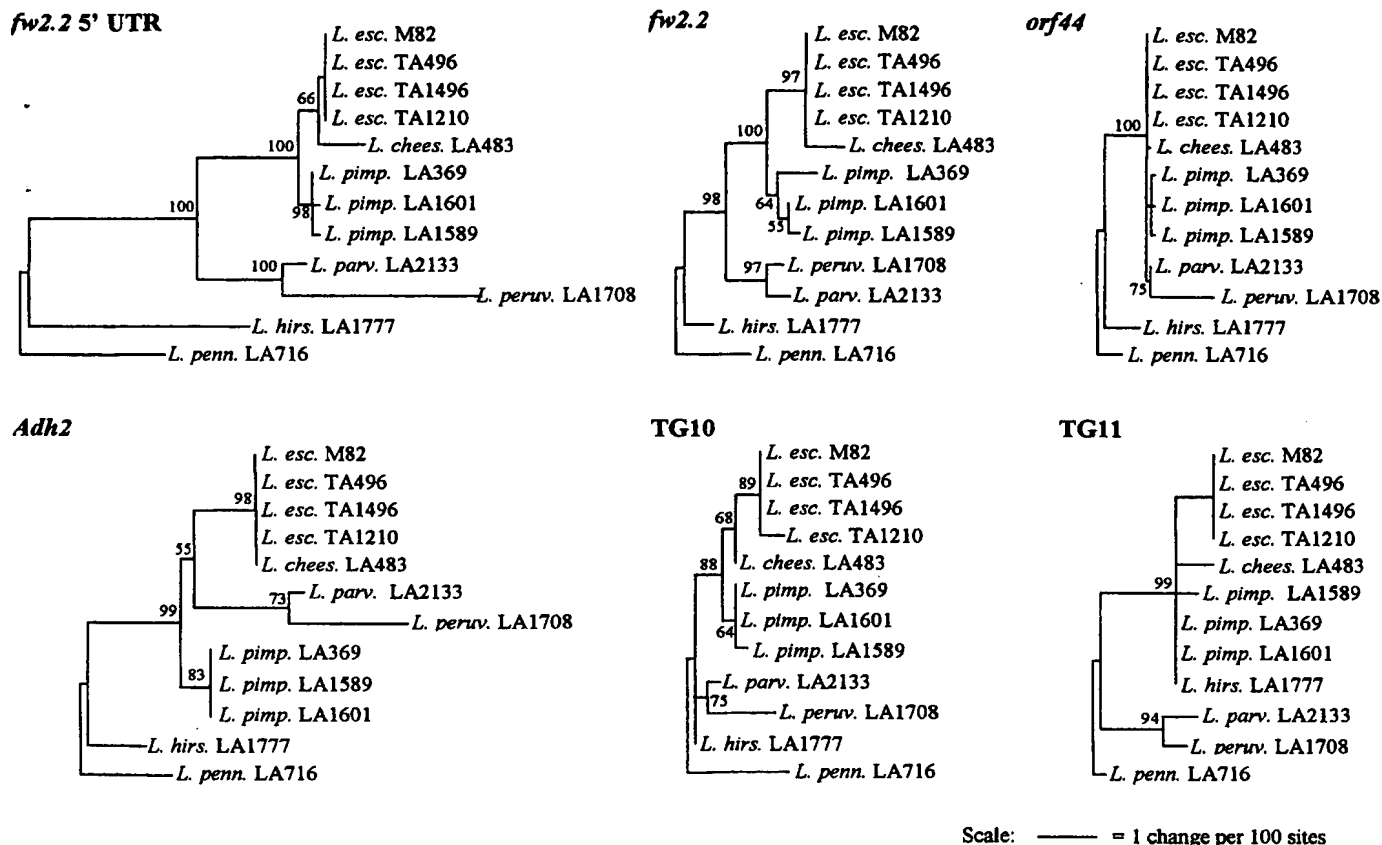 fw2.2 5' UTR
L. esc. M82
L. esc. TA496
L. esc. TA1496
L. esc. TA1210
L. chees. LA483
L. pimp. LA369
L. pimp. LA1601
L. pimp. LA1589
L. parv. LA2133
L. peruv. LA1708
L. hirs. LA1777
L. penn. LA716
66
100
98
100
100
fw2.2
L. esc. M82
L. esc. TA496
L. esc. TA1496
L. esc. TA1210
L. chees. LA483
L. pimp. LA369
L. pimp. LA1601
L. pimp. LA1589
L. peruv. LA1708
L. parv. LA2133
L. hirs. LA1777
L. penn. LA716
97
100
98
64
55
97
orf44
L. esc. M82
L. esc. TA496
L. esc. TA1496
L. esc. TA1210
L. chees. LA483
L. pimp. LA369
L. pimp. LA1601
L. pimp. LA1589
L. parv. LA2133
L. peruv. LA1708
L. hirs. LA1777
L. penn. LA716
100
75
Adh2
L. esc. M82
L. esc. TA496
L. esc. TA1496
L. esc. TA1210
L. chees. LA483
L. parv. LA2133
L. peruv. LA1708
L. pimp. LA369
L. pimp. LA1589
L. pimp. LA1601
L. hirs. LA1777
L. penn. LA716
98
55
73
99
83
TG10
L. esc. M82
L. esc. TA496
L. esc. TA1496
L. esc. TA1210
L. chees. LA483
L. pimp. LA369
L. pimp. LA1601
L. pimp. LA1589
L. parv. LA2133
L. peruv. LA1708
L. hirs. LA1777
L. penn. LA716
89
68
88
64
75
TG11
L. esc. M82
L. esc. TA496
L. esc. TA1496
L. esc. TA1210
L. chees. LA483
L. pimp. LA1589
L. pimp. LA369
L. pimp. LA1601
L. hirs. LA1777
L. parv. LA2133
L. peruv. LA1708
L. penn. LA716
99
94
Scale: = 1 change per 100 sites